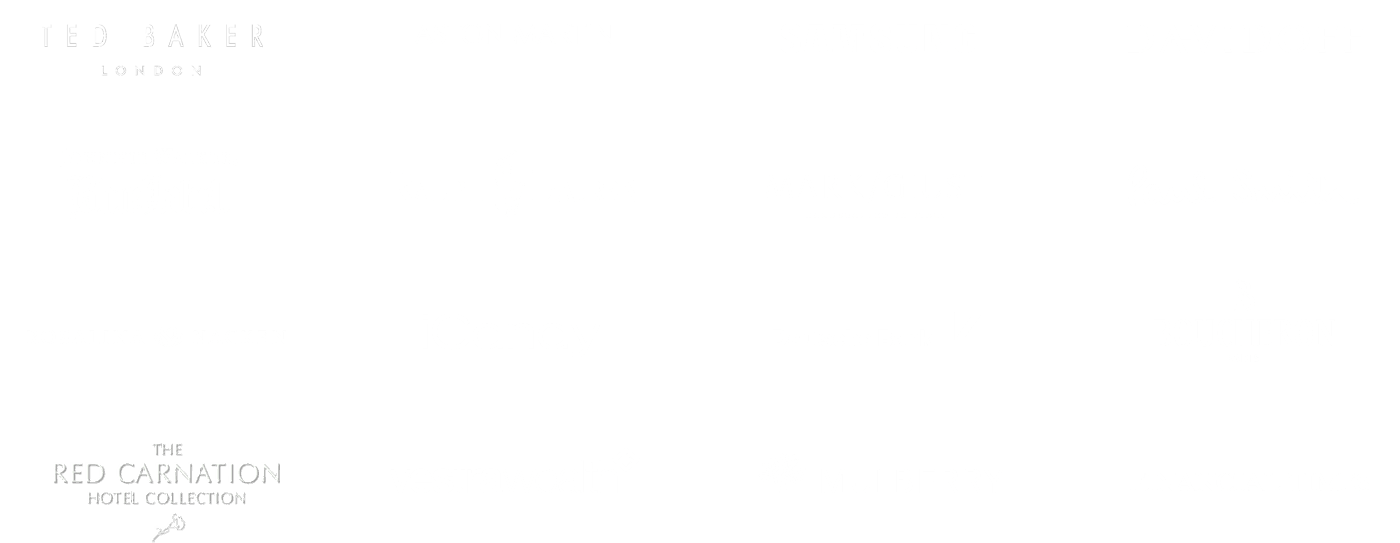 TED BAKER
LONDON
THE
RED CARNATION
HOTEL COLLECTION